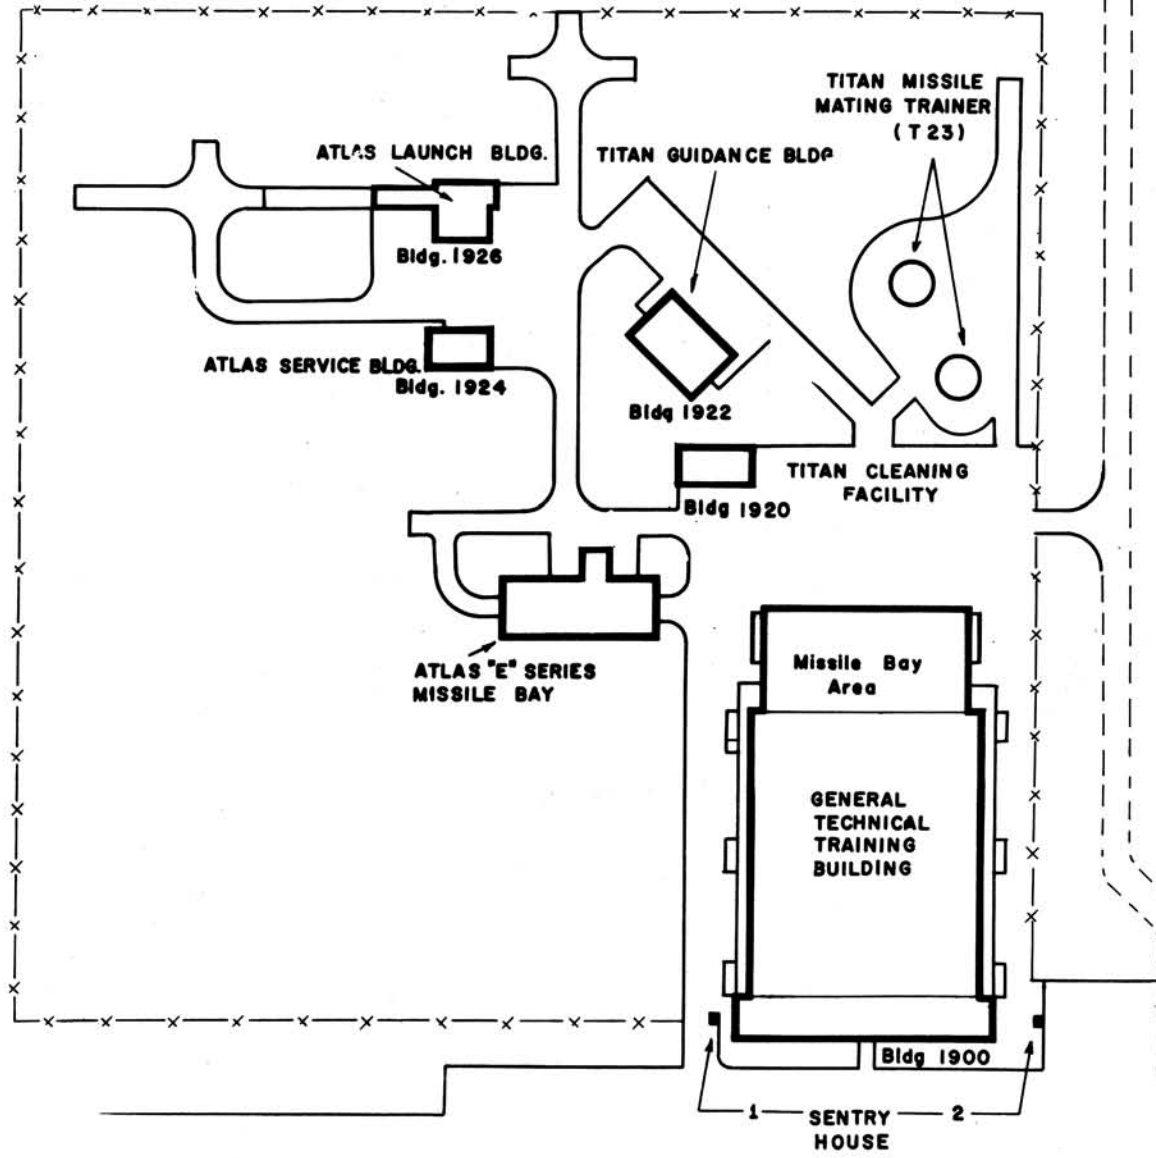 TITAN MISSILE
MATING TRAINER
(T23)
ATLAS LAUNCH BLDG.
TITAN GUIDANCE BLDG
Bldg. 1926
ATLAS SERVICE BLDG.
Bldg. 1924
Bldg 1922
TITAN CLEANING
FACILITY
Bldg 1920
ATLAS "E" SERIES
MISSILE BAY
Missile Bay
Area
GENERAL
TECHNICAL
TRAINING
BUILDING
Bldg 1900
1 SENTRY 2
HOUSE